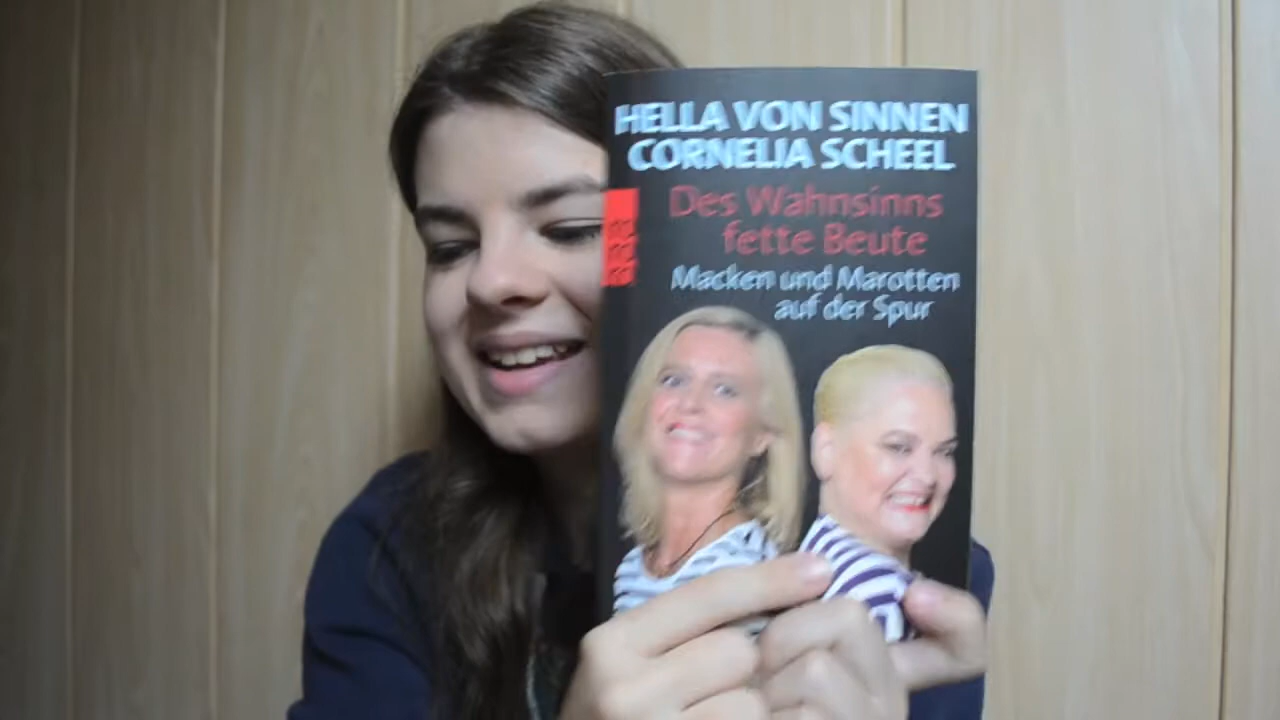 HELLA VON SINNEN
CORNELIA SCHEEL
Des Wahnsinns
fette Beute
Macken und Marotten
auf der Spur